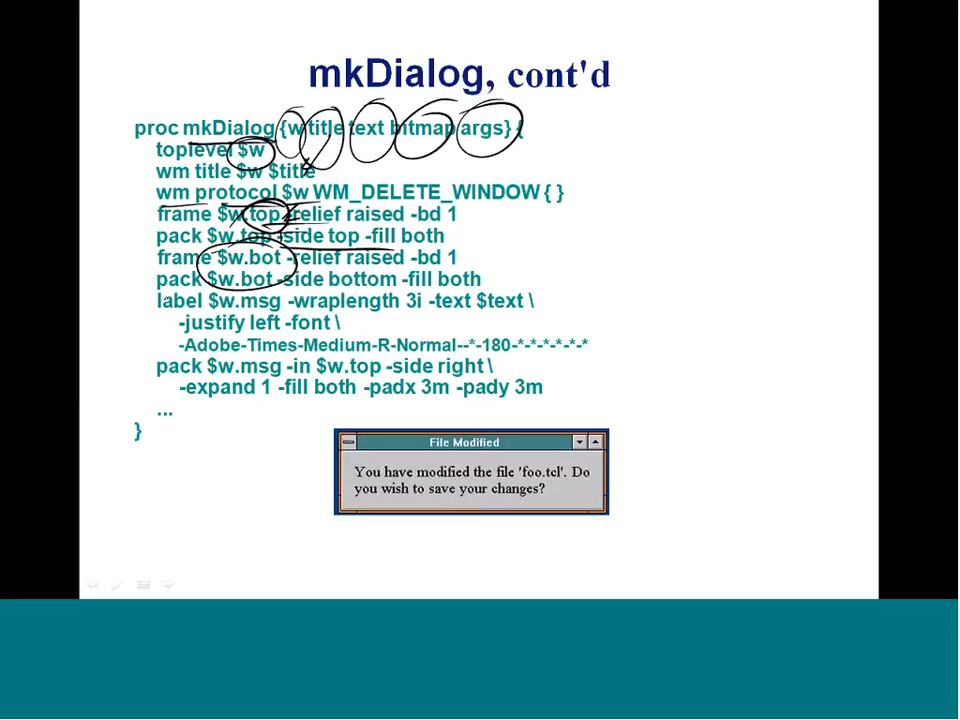 mkDialog, cont'd
proc mkDialog {w title text bitmap args} {
toplevel $w
wm title $w $title
wm protocol $w WM_DELETE_WINDOW { }
frame $w.top -relief raised -bd 1
pack $w.top -side top -fill both
frame $w.bot -relief raised -bd 1
pack $w.bot -side bottom -fill both
label $w.msg -wraplength 3i -text $text \
-justify left -font \
-Adobe-Times-Medium-R-Normal--*-180-*-*-*-*-*-*
pack $w.msg -in $w.top -side right \
-expand 1 -fill both -padx 3m -pady 3m
...
}
File Modified
You have modified the file 'foo.tcl'. Do
you wish to save your changes?